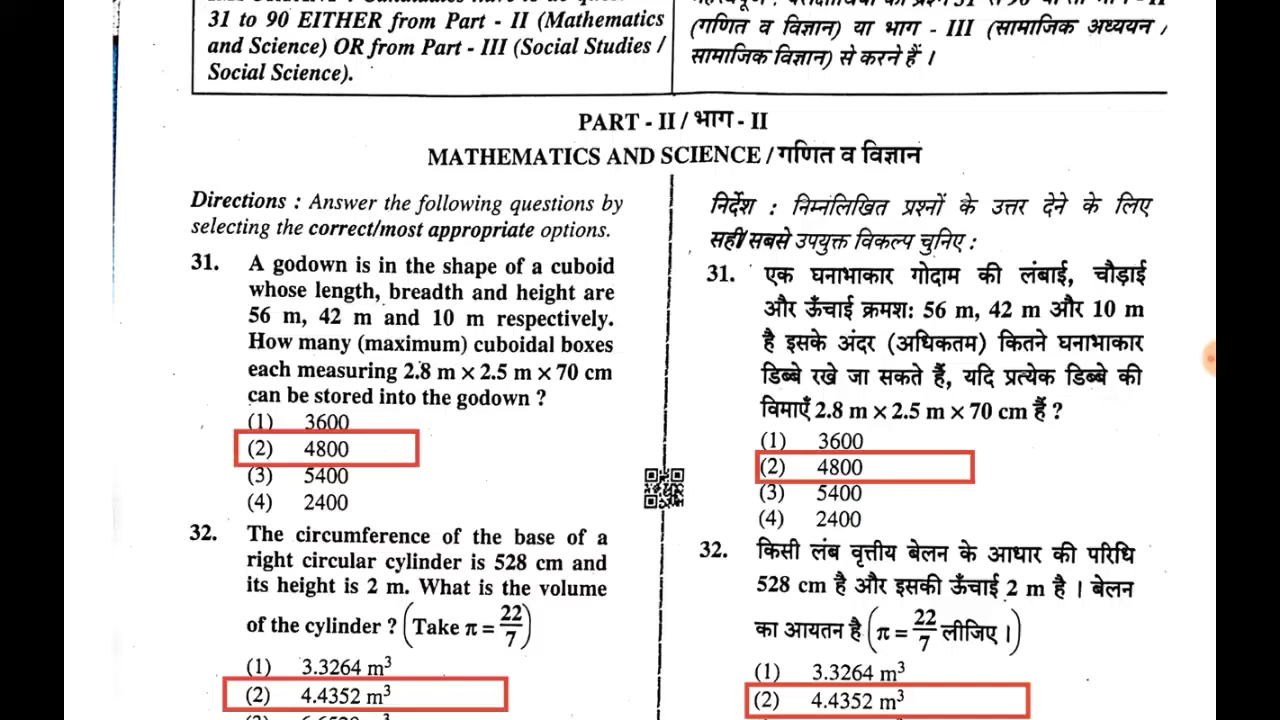 31 to 90 EITHER from Part - II (Mathematics
and Science) OR from Part - III (Social Studies /
Social Science).
(गणित व विज्ञान) या भाग - III (सामाजिक अध्ययन /
सामाजिक विज्ञान) से करने हैं ।
PART - II / भाग - II
MATHEMATICS AND SCIENCE / गणित व विज्ञान
Directions : Answer the following questions by
selecting the correct/most appropriate options.
31. A godown is in the shape of a cuboid
whose length, breadth and height are
56 m, 42 m and 10 m respectively.
How many (maximum) cuboidal boxes
each measuring 2.8 m × 2.5 m × 70 cm
can be stored into the godown ?
(1) 3600
(2) 4800
(3) 5400
(4) 2400
32. The circumference of the base of a
right circular cylinder is 528 cm and
its height is 2 m. What is the volume
of the cylinder ? (Take π = 22/7)
(1) 3.3264 m³
(2) 4.4352 m³
निर्देश : निम्नलिखित प्रश्नों के उत्तर देने के लिए
सही/सबसे उपयुक्त विकल्प चुनिए :
31. एक घनाभाकार गोदाम की लंबाई, चौड़ाई
और ऊँचाई क्रमश: 56 m, 42 m और 10 m
है इसके अंदर (अधिकतम) कितने घनाभाकार
डिब्बे रखे जा सकते हैं, यदि प्रत्येक डिब्बे की
विमाएँ 2.8 m × 2.5 m × 70 cm हैं ?
(1) 3600
(2) 4800
(3) 5400
(4) 2400
32. किसी लंब वृत्तीय बेलन के आधार की परिधि
528 cm है और इसकी ऊँचाई 2 m है । बेलन
का आयतन है (π = 22/7 लीजिए ।)
(1) 3.3264 m³
(2) 4.4352 m³